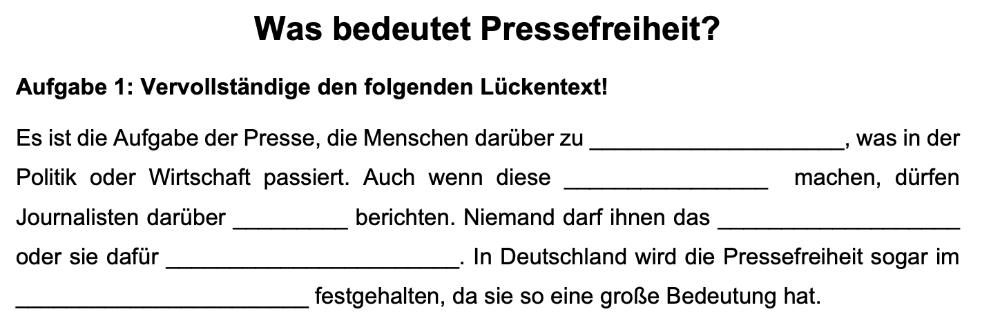 Was bedeutet Pressefreiheit?
Aufgabe 1: Vervollständige den folgenden Lückentext!
Es ist die Aufgabe der Presse, die Menschen darüber zu ____________________, was in der
Politik oder Wirtschaft passiert. Auch wenn diese ________________ machen, dürfen
Journalisten darüber _________ berichten. Niemand darf ihnen das ___________________
oder sie dafür _______________________. In Deutschland wird die Pressefreiheit sogar im
_______________________ festgehalten, da sie so eine große Bedeutung hat.